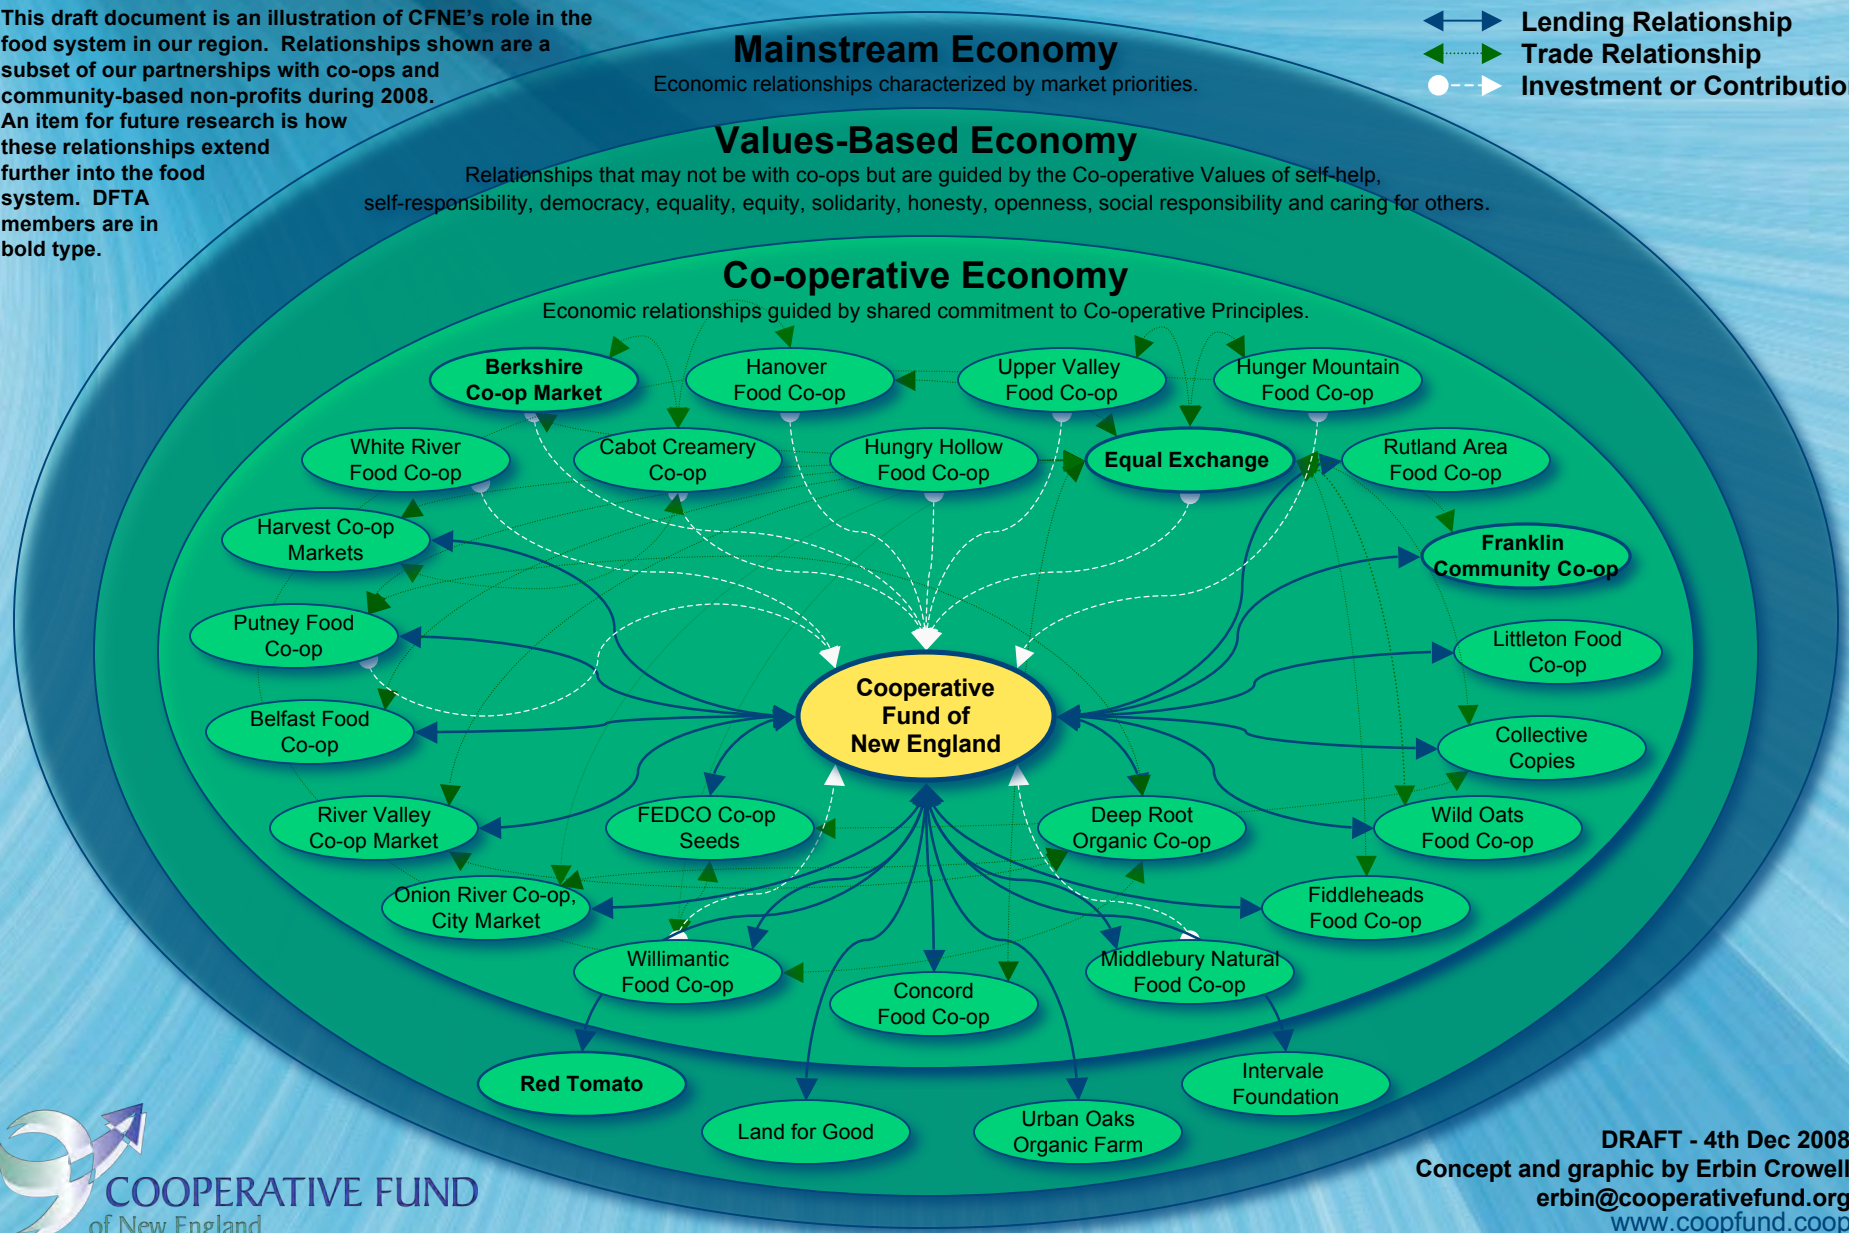 This draft document is an illustration of CFNE's role in the
food system in our region. Relationships shown are a
subset of our partnerships with co-ops and
community-based non-profits during 2008.
An item for future research is how
these relationships extend
further into the food
system. DFTA
members are in
bold type.
Lending Relationship
Trade Relationship
Investment or Contribution
Mainstream Economy
Economic relationships characterized by market priorities.
Values-Based Economy
Relationships that may not be with co-ops but are guided by the Co-operative Values of self-help,
self-responsibility, democracy, equality, equity, solidarity, honesty, openness, social responsibility and caring for others.
Co-operative Economy
Economic relationships guided by shared commitment to Co-operative Principles.
Berkshire
Co-op Market
Hanover
Food Co-op
Upper Valley
Food Co-op
Hunger Mountain
Food Co-op
White River
Food Co-op
Cabot Creamery
Co-op
Hungry Hollow
Food Co-op
Equal Exchange
Rutland Area
Food Co-op
Harvest Co-op
Markets
Franklin
Community Co-op
Putney Food
Co-op
Littleton Food
Co-op
Cooperative
Fund of
New England
Belfast Food
Co-op
Collective
Copies
River Valley
Co-op Market
FEDCO Co-op
Seeds
Deep Root
Organic Co-op
Wild Oats
Food Co-op
Onion River Co-op,
City Market
Fiddleheads
Food Co-op
Willimantic
Food Co-op
Concord
Food Co-op
Middlebury Natural
Food Co-op
Red Tomato
Land for Good
Urban Oaks
Organic Farm
Intervale
Foundation
COOPERATIVE FUND
of New England
DRAFT - 4th Dec 2008
Concept and graphic by Erbin Crowell
erbin@cooperativefund.org
www.coopfund.coop